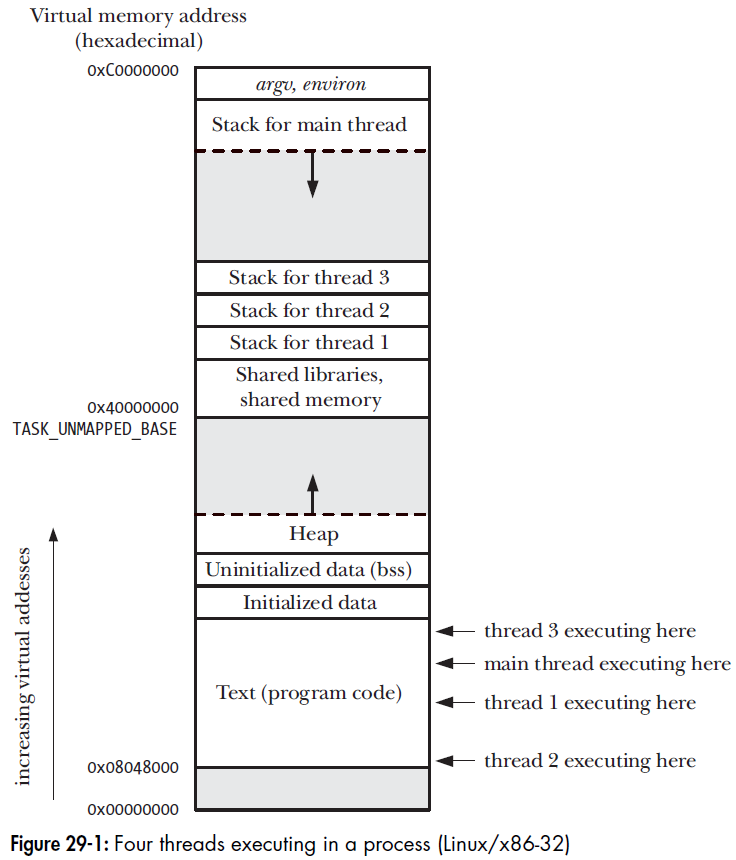 Virtual memory address
(hexadecimal)
0xC0000000
argv, environ
Stack for main thread
Stack for thread 3
Stack for thread 2
Stack for thread 1
Shared libraries,
shared memory
0x40000000
TASK_UNMAPPED_BASE
Heap
Uninitialized data (bss)
Initialized data
increasing virtual addesses
Text (program code)
thread 3 executing here
main thread executing here
thread 1 executing here
thread 2 executing here
0x08048000
0x00000000
Figure 29-1: Four threads executing in a process (Linux/x86-32)